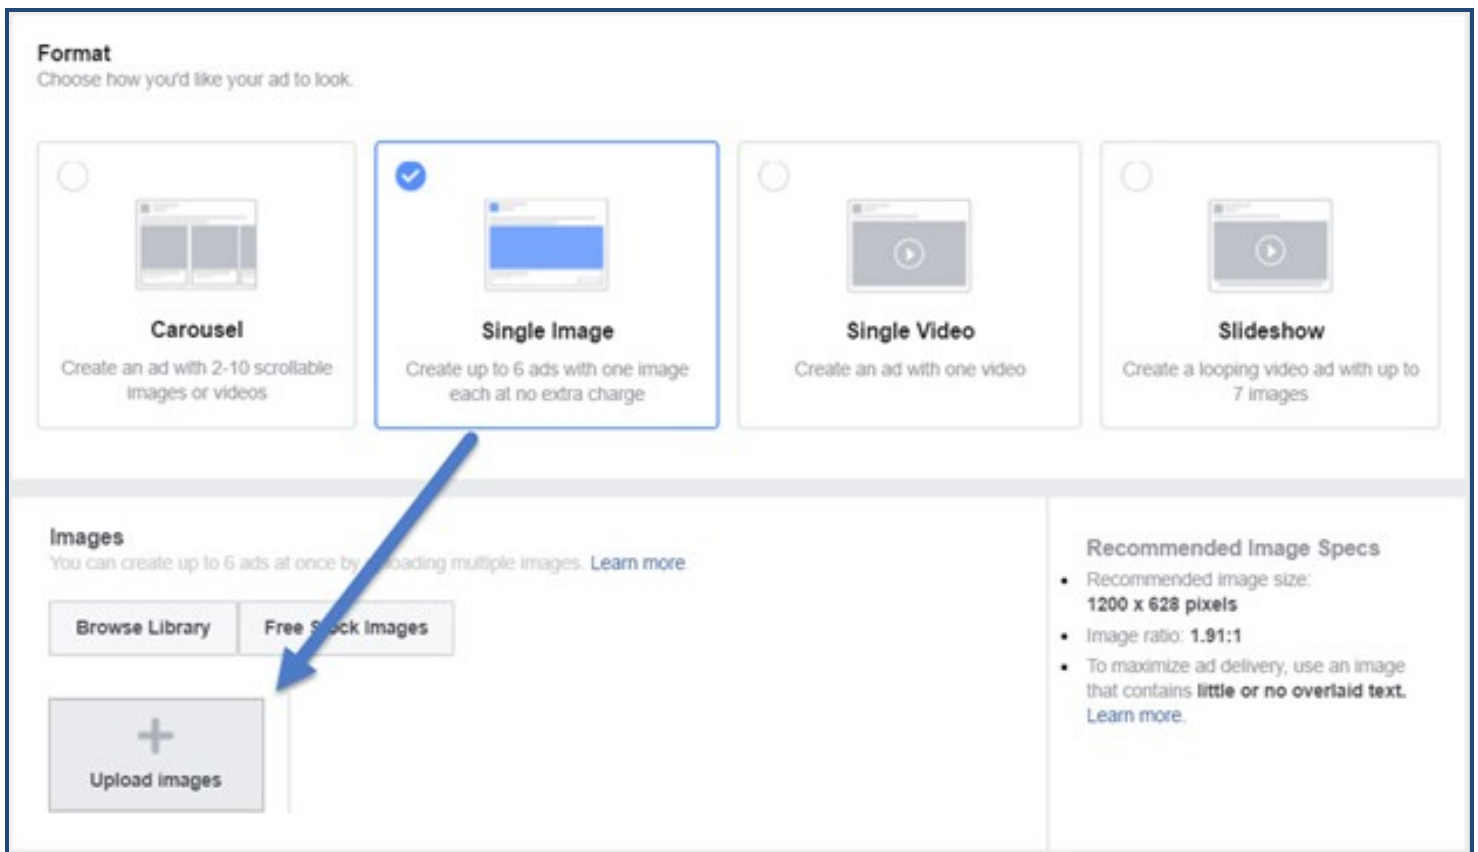 Format
Choose how you'd like your ad to look.
Carousel
Create an ad with 2-10 scrollable
images or videos
Single Image
Create up to 6 ads with one image
each at no extra charge
Single Video
Create an ad with one video
Slideshow
Create a looping video ad with up to
7 images
Images
You can create up to 6 ads at once by uploading multiple images. Learn more.
Browse Library
Free Stock Images
Upload images
Recommended Image Specs
• Recommended image size:
1200 x 628 pixels
• Image ratio: 1.91:1
• To maximize ad delivery, use an image
that contains little or no overlaid text.
Learn more.